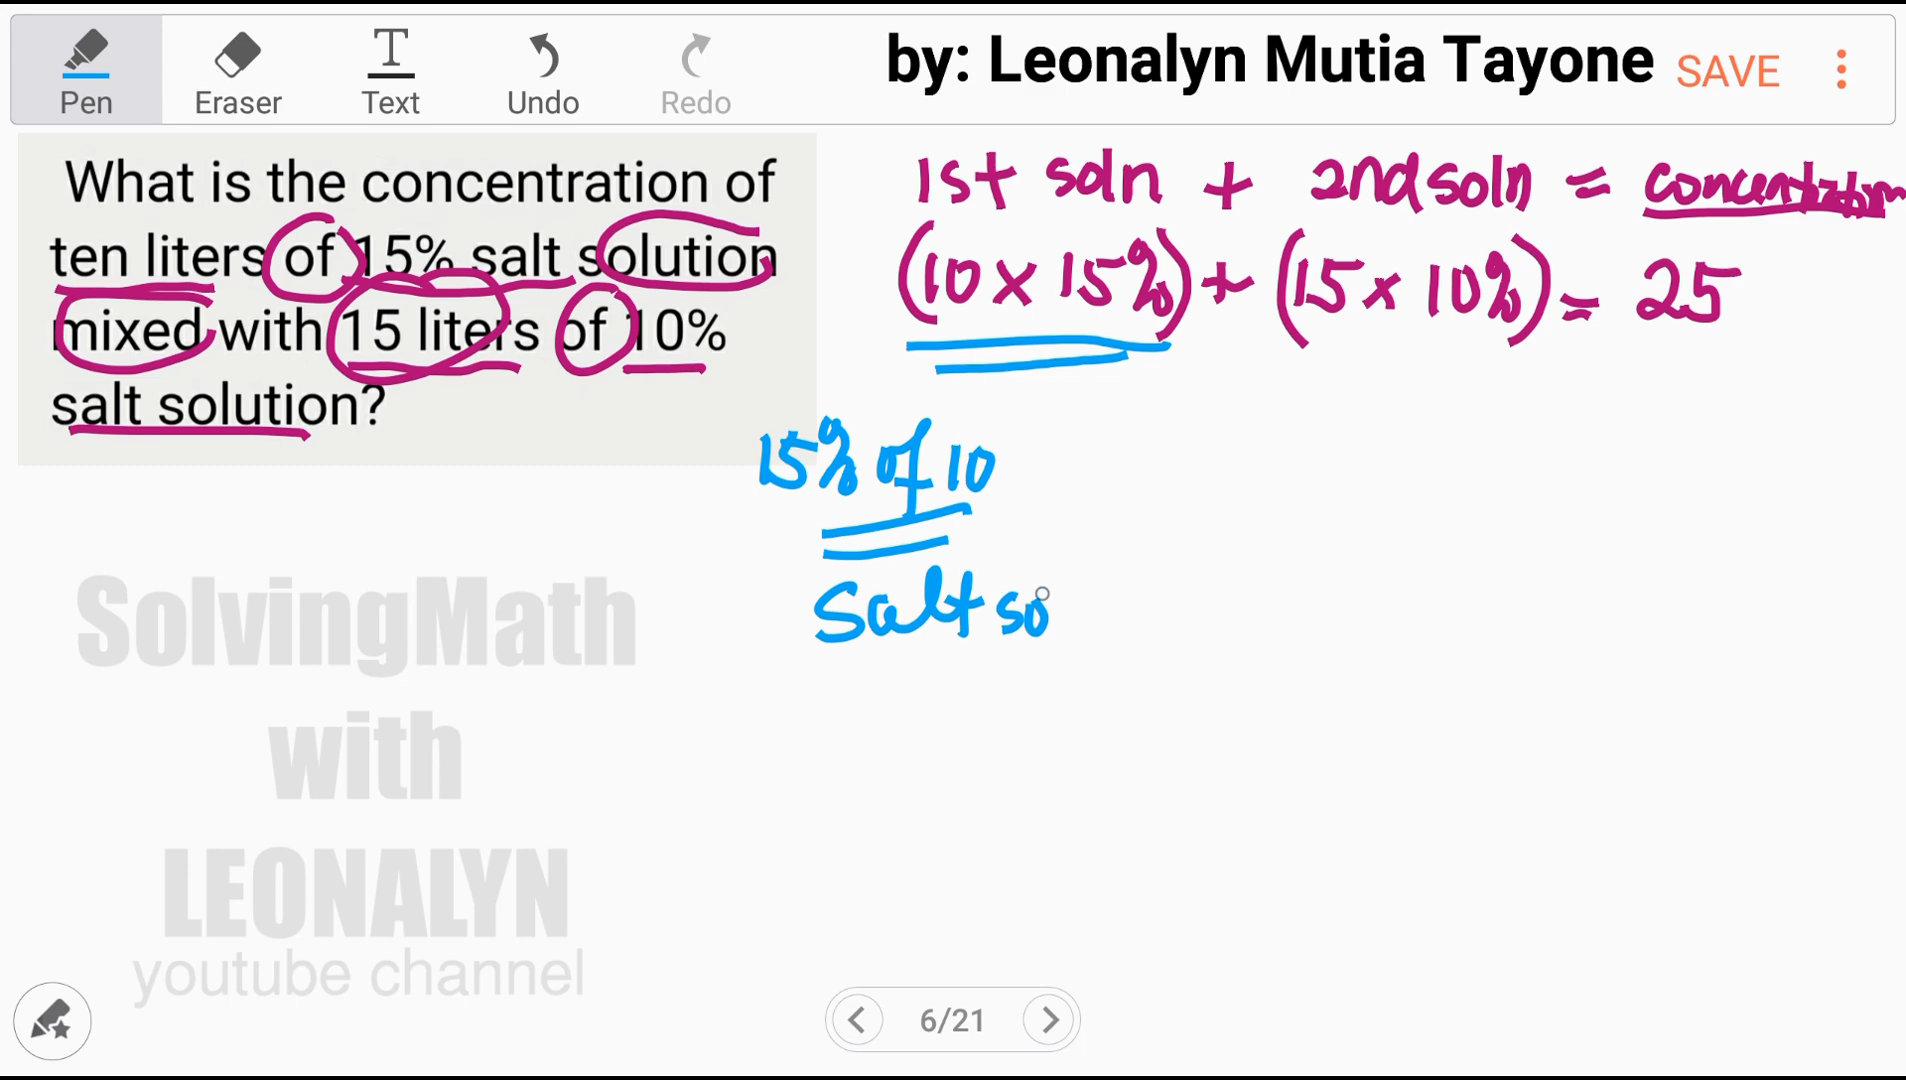 Pen
Eraser
Text
Undo
Redo
by: Leonalyn Mutia Tayone
SAVE
What is the concentration of
ten liters of 15% salt solution
mixed with 15 liters of 10%
salt solution?
1st soln + 2nd soln = concentration
(10 x 15%) + (15 x 10%) = 25
15% of 10
Salt so
SolvingMath
with
LEONALYN
youtube channel
6/21